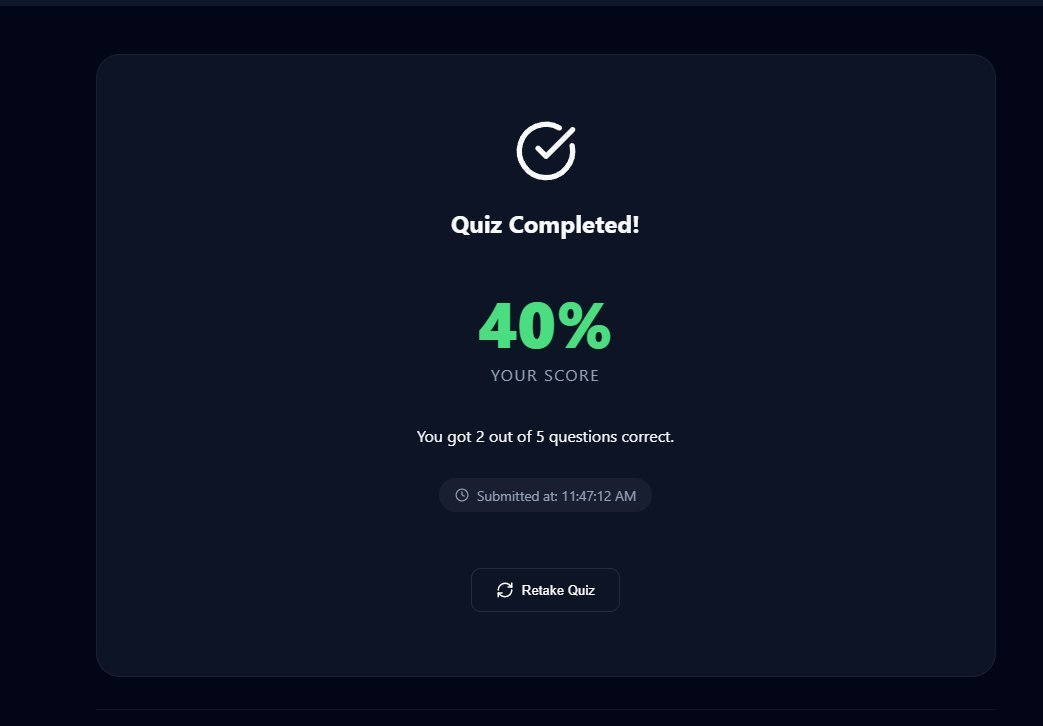 Quiz Completed!
40%
YOUR SCORE
You got 2 out of 5 questions correct.
Submitted at: 11:47:12 AM
Retake Quiz